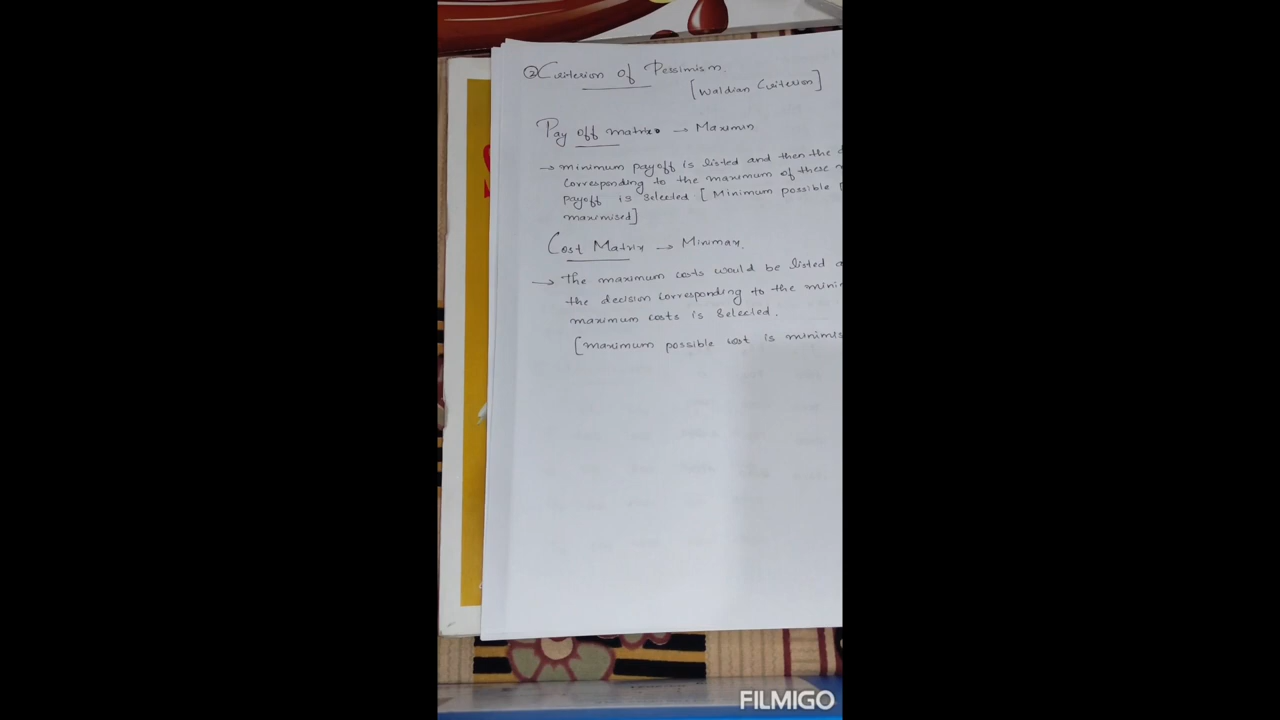 ② Criterion of Pessimism.
[Waldian Criterion]
Pay off matrix → Maximin
→ minimum payoff is listed and then the
corresponding to the maximum of these
payoff is selected [Minimum possible
maximised]
Cost Matrix → Minimax.
→ The maximum costs would be listed
the decision corresponding to the
maximum costs is selected.
[maximum possible cost is
FILMIGO